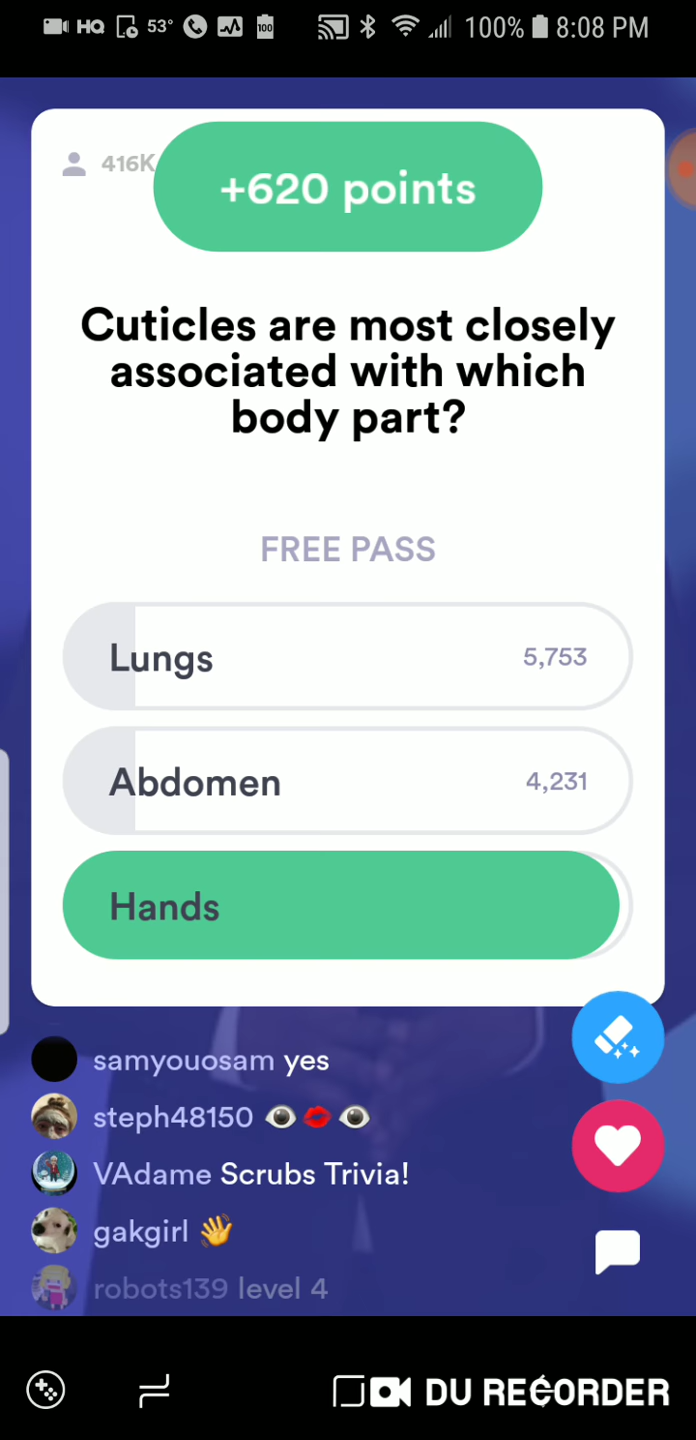 HQ 53° 100 100% 8:08 PM
416K
+620 points
Cuticles are most closely
associated with which
body part?
FREE PASS
Lungs 5,753
Abdomen 4,231
Hands
samyouosam yes
steph48150 👁️💋👁️
VAdame Scrubs Trivia!
gakgirl 👋
robots139 level 4
DU RECORDER